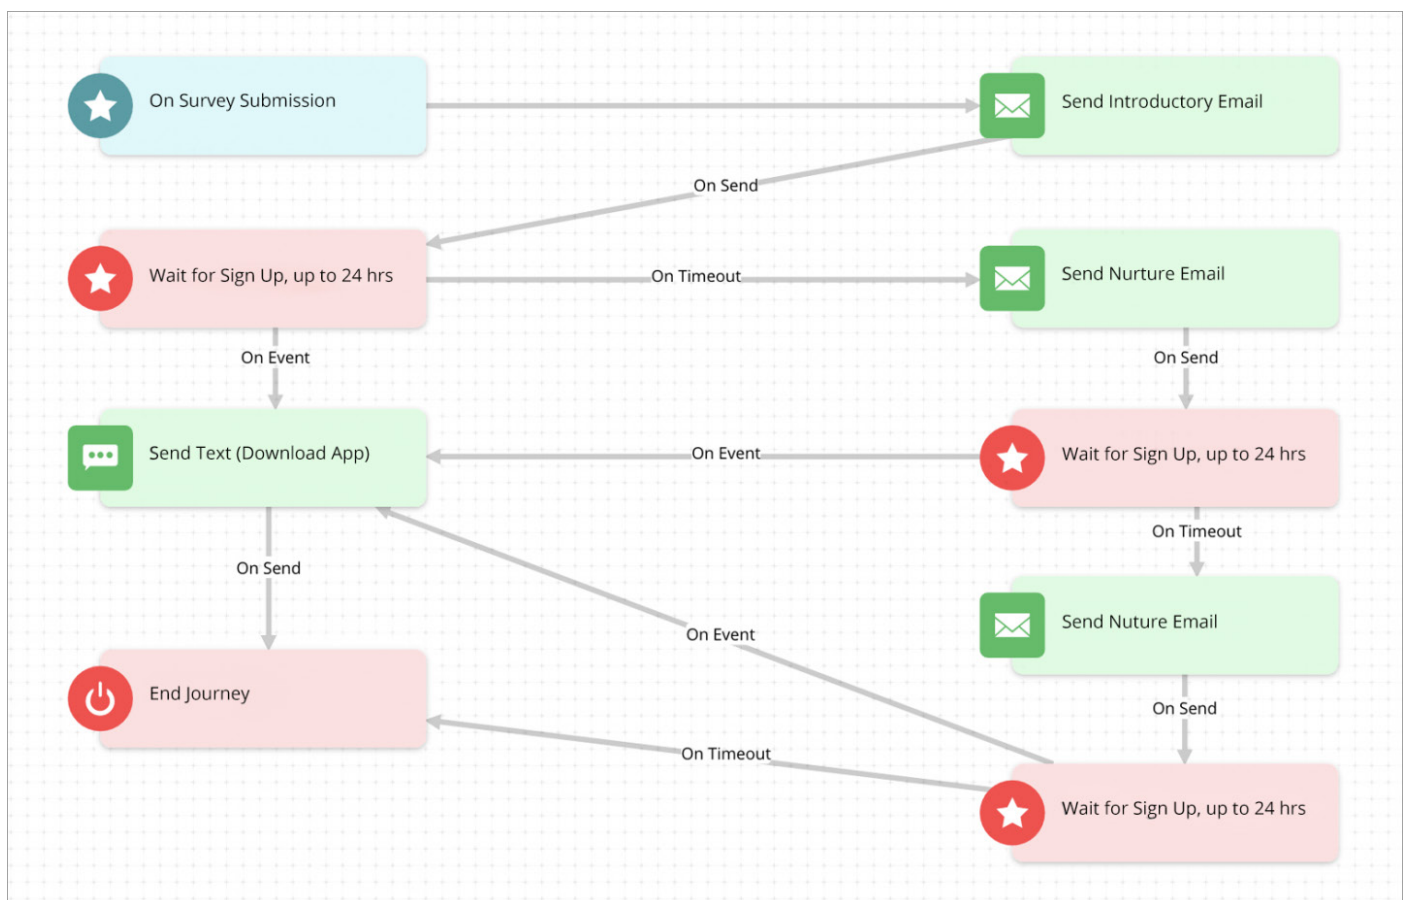 On Survey Submission
Send Introductory Email
On Send
Wait for Sign Up, up to 24 hrs
On Timeout
Send Nurture Email
On Event
On Send
Send Text (Download App)
On Event
Wait for Sign Up, up to 24 hrs
On Timeout
On Send
Send Nuture Email
On Event
End Journey
On Send
On Timeout
Wait for Sign Up, up to 24 hrs